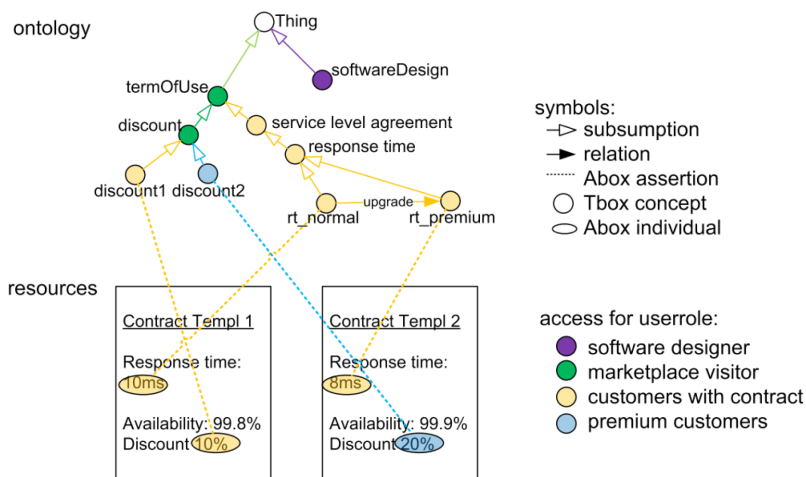 ontology
Thing
softwareDesign
termOfUse
discount
service level agreement
response time
discount1
discount2
rt_normal
upgrade
rt_premium
symbols:
subsumption
relation
Abox assertion
Tbox concept
Abox individual
resources
Contract Templ 1
Response time:
10ms
Availability: 99.8%
Discount 10%
Contract Templ 2
Response time:
8ms
Availability: 99.9%
Discount 20%
access for userrole:
software designer
marketplace visitor
customers with contract
premium customers